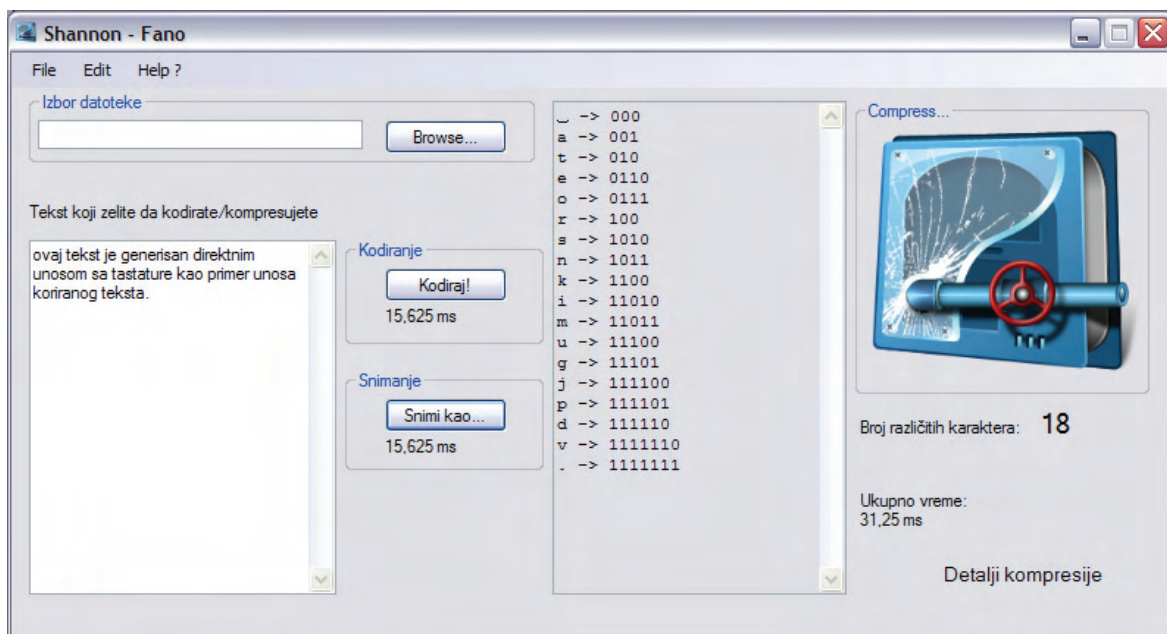 Shannon - Fano
File Edit Help ?
Izbor datoteke
Browse...
Tekst koji zelite da kodirate/kompresujete
ovaj tekst je generisan direktnim
unosom sa tastature kao primer unosa
koriranog teksta.
Kodiranje
Kodiraj!
15,625 ms
Snimanje
Snimi kao...
15,625 ms
_ -> 000
a -> 001
t -> 010
e -> 0110
o -> 0111
r -> 100
s -> 1010
n -> 1011
k -> 1100
i -> 11010
m -> 11011
u -> 11100
g -> 11101
j -> 111100
p -> 111101
d -> 111110
v -> 1111110
. -> 1111111
Compress...
Broj različitih karaktera: 18
Ukupno vreme:
31,25 ms
Detalji kompresije